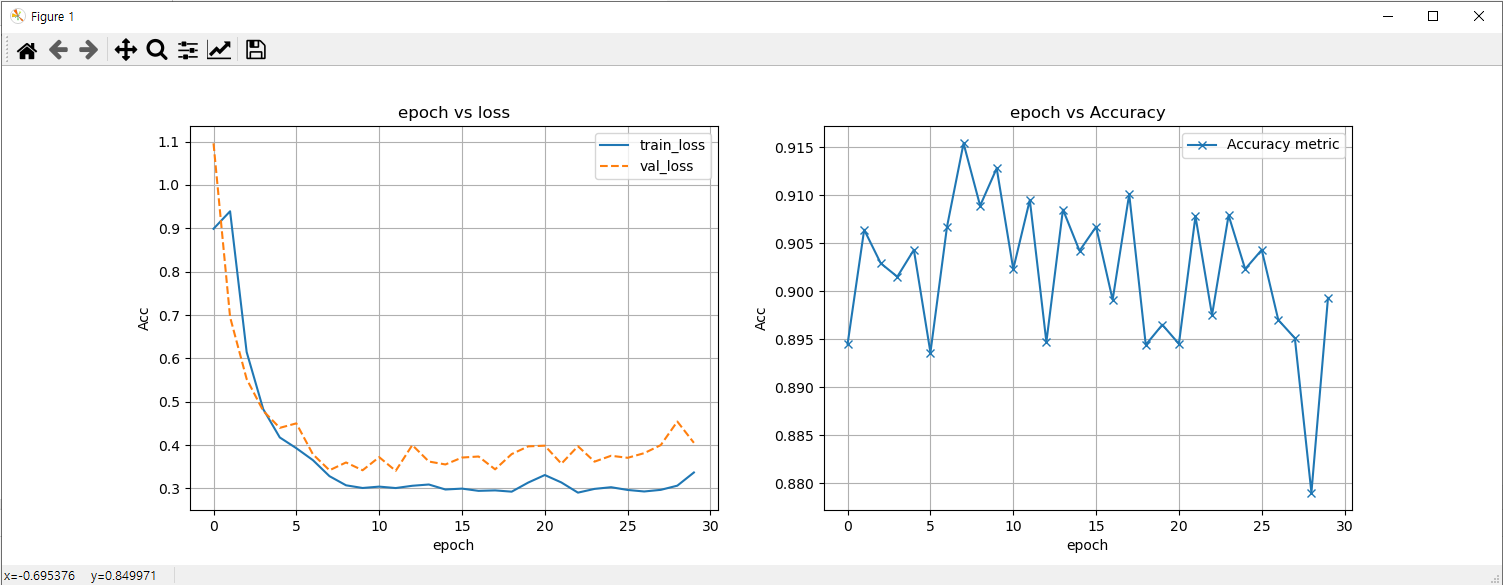 Figure 1
epoch vs loss
1.1
1.0
0.9
0.8
0.7
0.6
0.5
0.4
0.3
Acc
train_loss
val_loss
0 5 10 15 20 25 30
epoch
epoch vs Accuracy
0.915
0.910
0.905
0.900
0.895
0.890
0.885
0.880
Acc
Accuracy metric
0 5 10 15 20 25 30
epoch
x=-0.695376 y=0.849971